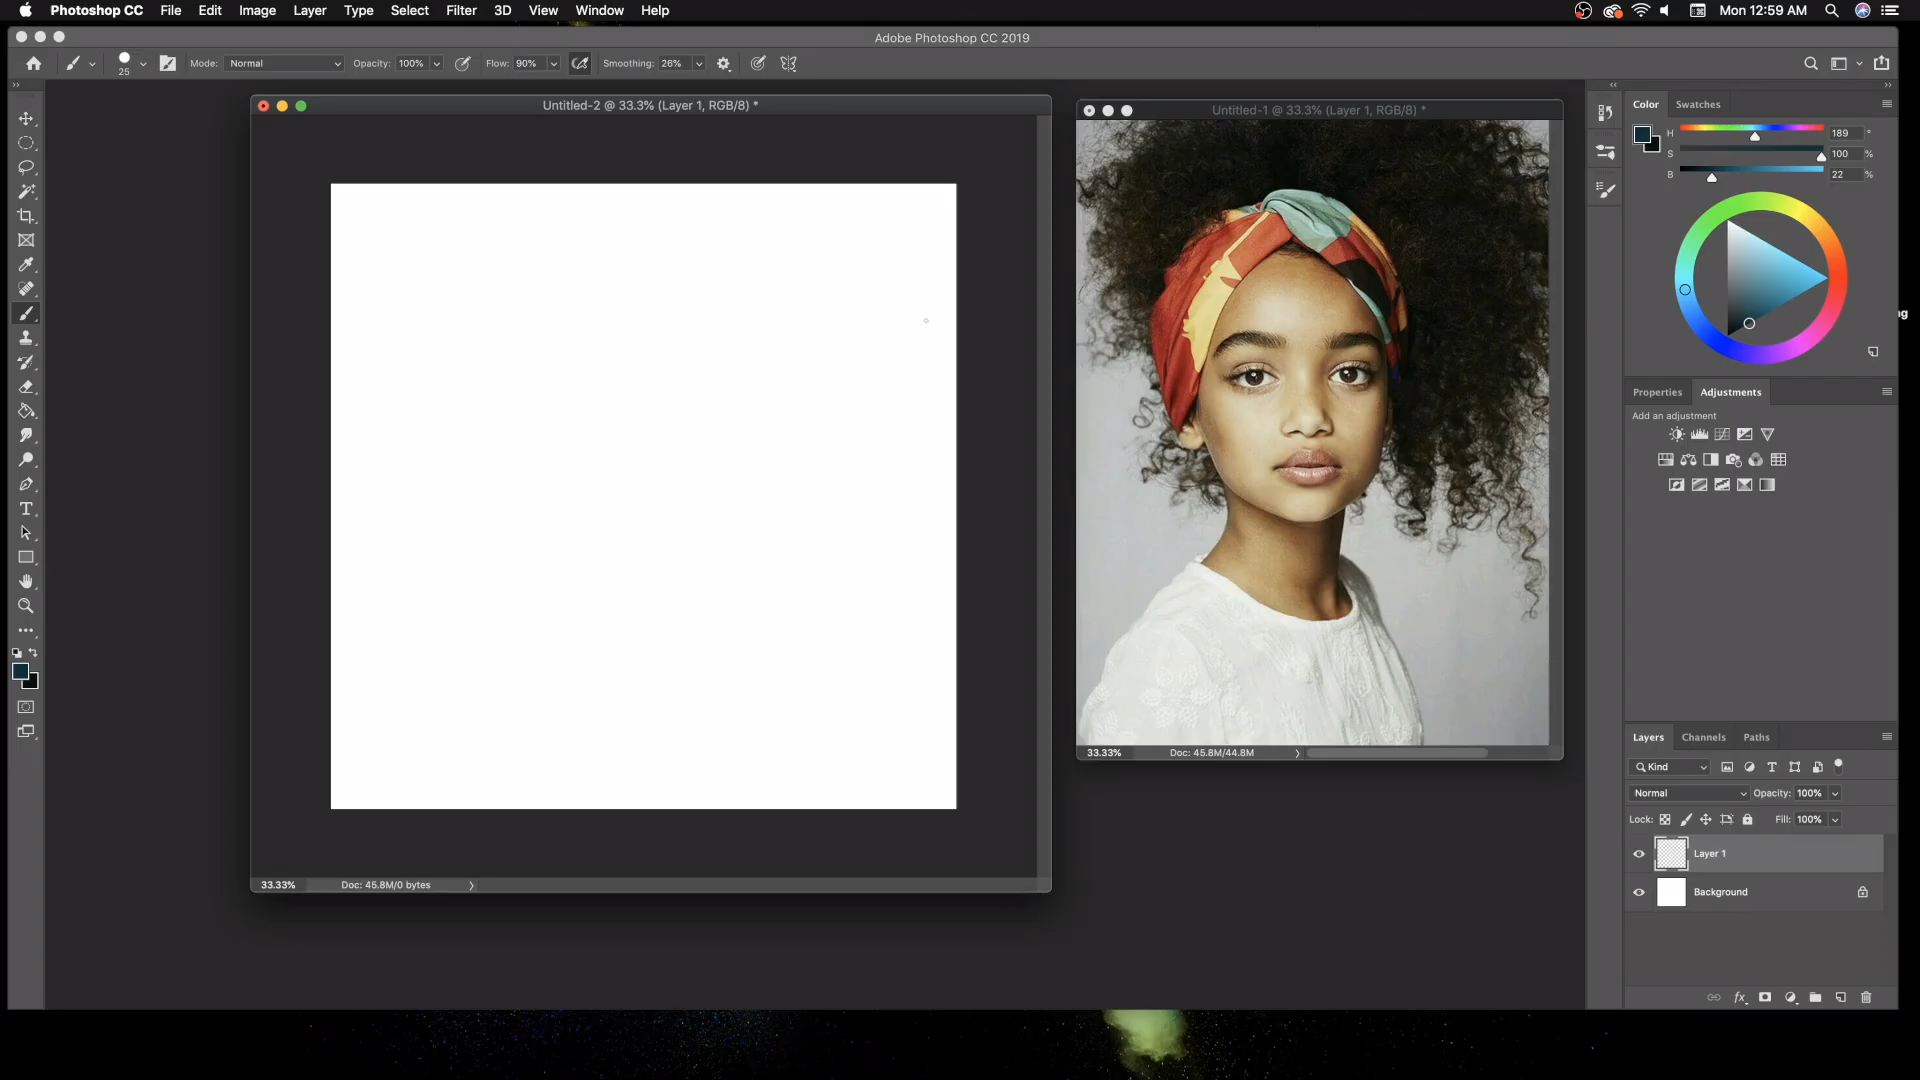 Photoshop CC File Edit Image Layer Type Select Filter 3D View Window Help Mon 12:59 AM
Adobe Photoshop CC 2019
25 Mode: Normal Opacity: 100% Flow: 90% Smoothing: 26%
Untitled-2 @ 33.3% (Layer 1, RGB/8) *
Untitled-1 @ 33.3% (Layer 1, RGB/8) *
Color Swatches
H 189 °
S 100 %
B 22 %
ng
Properties Adjustments
Add an adjustment
33.33% Doc: 45.8M/44.8M
33.33% Doc: 45.8M/0 bytes
Layers Channels Paths
Kind
Normal Opacity: 100%
Lock: Fill: 100%
Layer 1
Background
fx